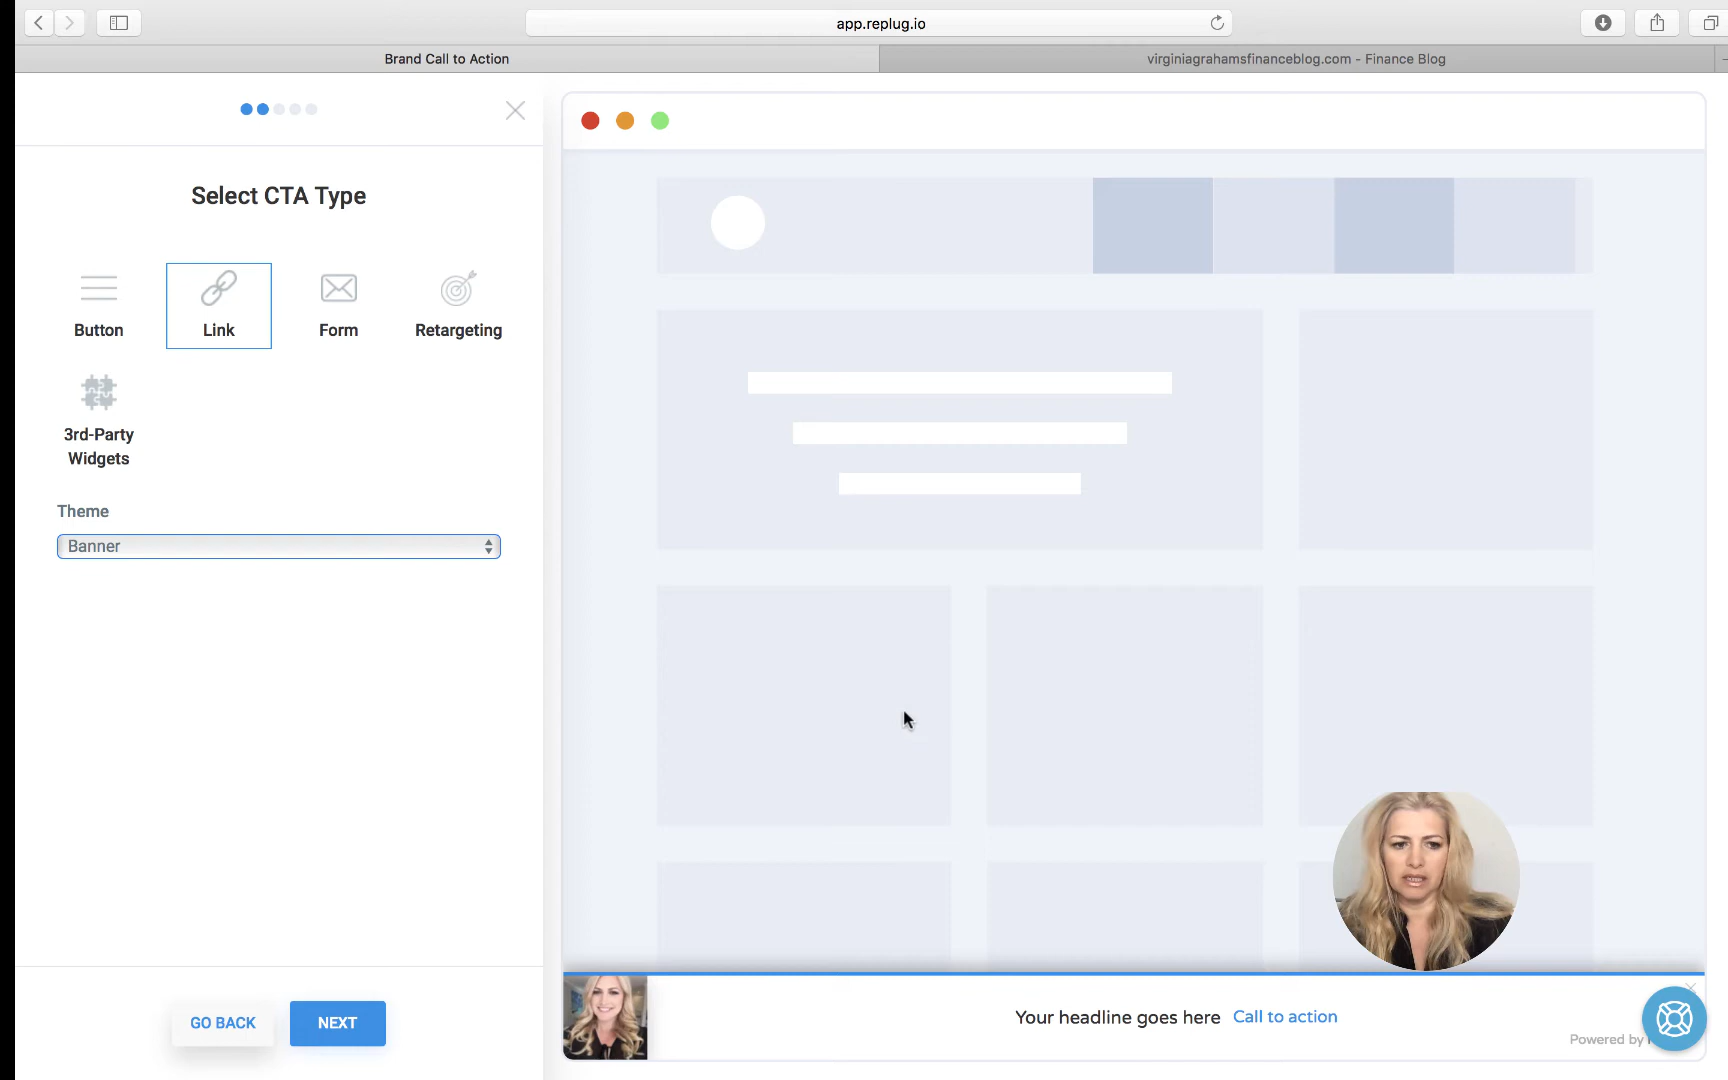 app.replug.io
Brand Call to Action
virginiagrahamsfinanceblog.com - Finance Blog
Select CTA Type
Button
Link
Form
Retargeting
3rd-Party
Widgets
Theme
Banner
GO BACK
NEXT
Your headline goes here Call to action
Powered by